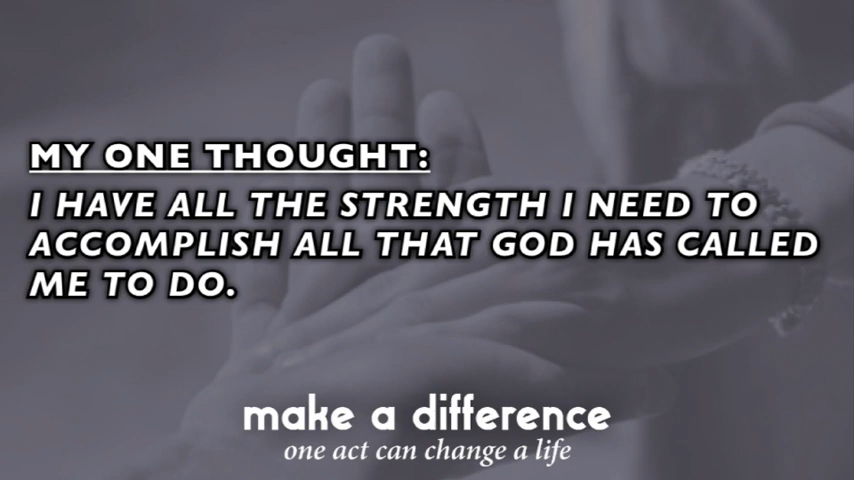 MY ONE THOUGHT:
I HAVE ALL THE STRENGTH I NEED TO
ACCOMPLISH ALL THAT GOD HAS CALLED
ME TO DO.
make a difference
one act can change a life